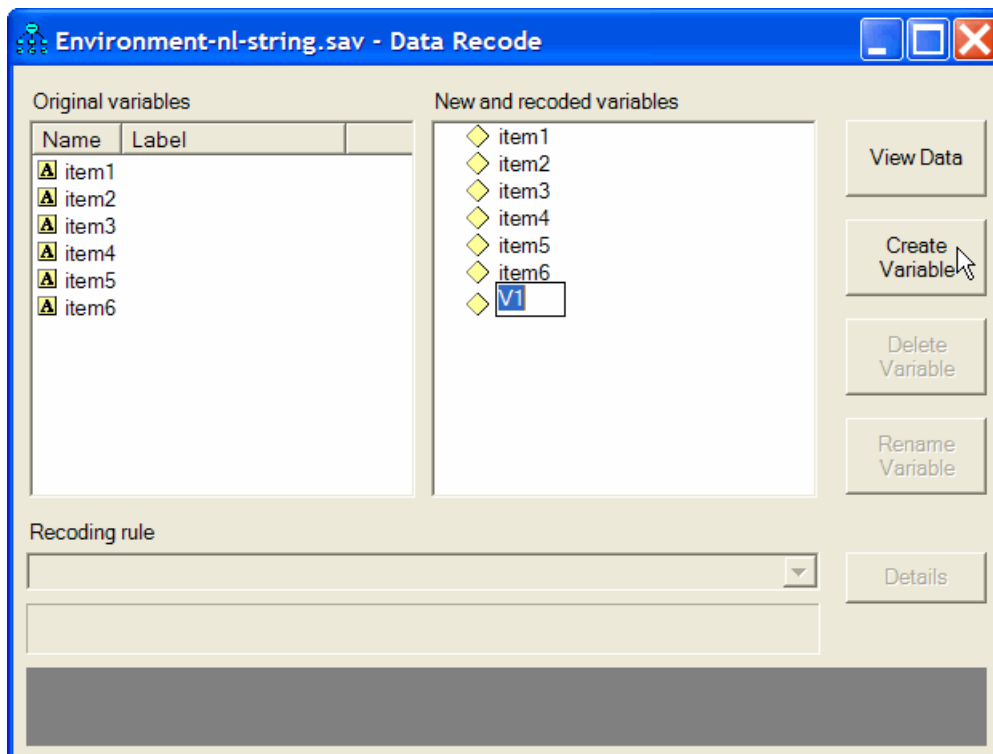 Environment-nl-string.sav - Data Recode
Original variables
Name Label
A item1
A item2
A item3
A item4
A item5
A item6
New and recoded variables
item1
item2
item3
item4
item5
item6
V1
View Data
Create
Variable
Delete
Variable
Rename
Variable
Recoding rule
Details